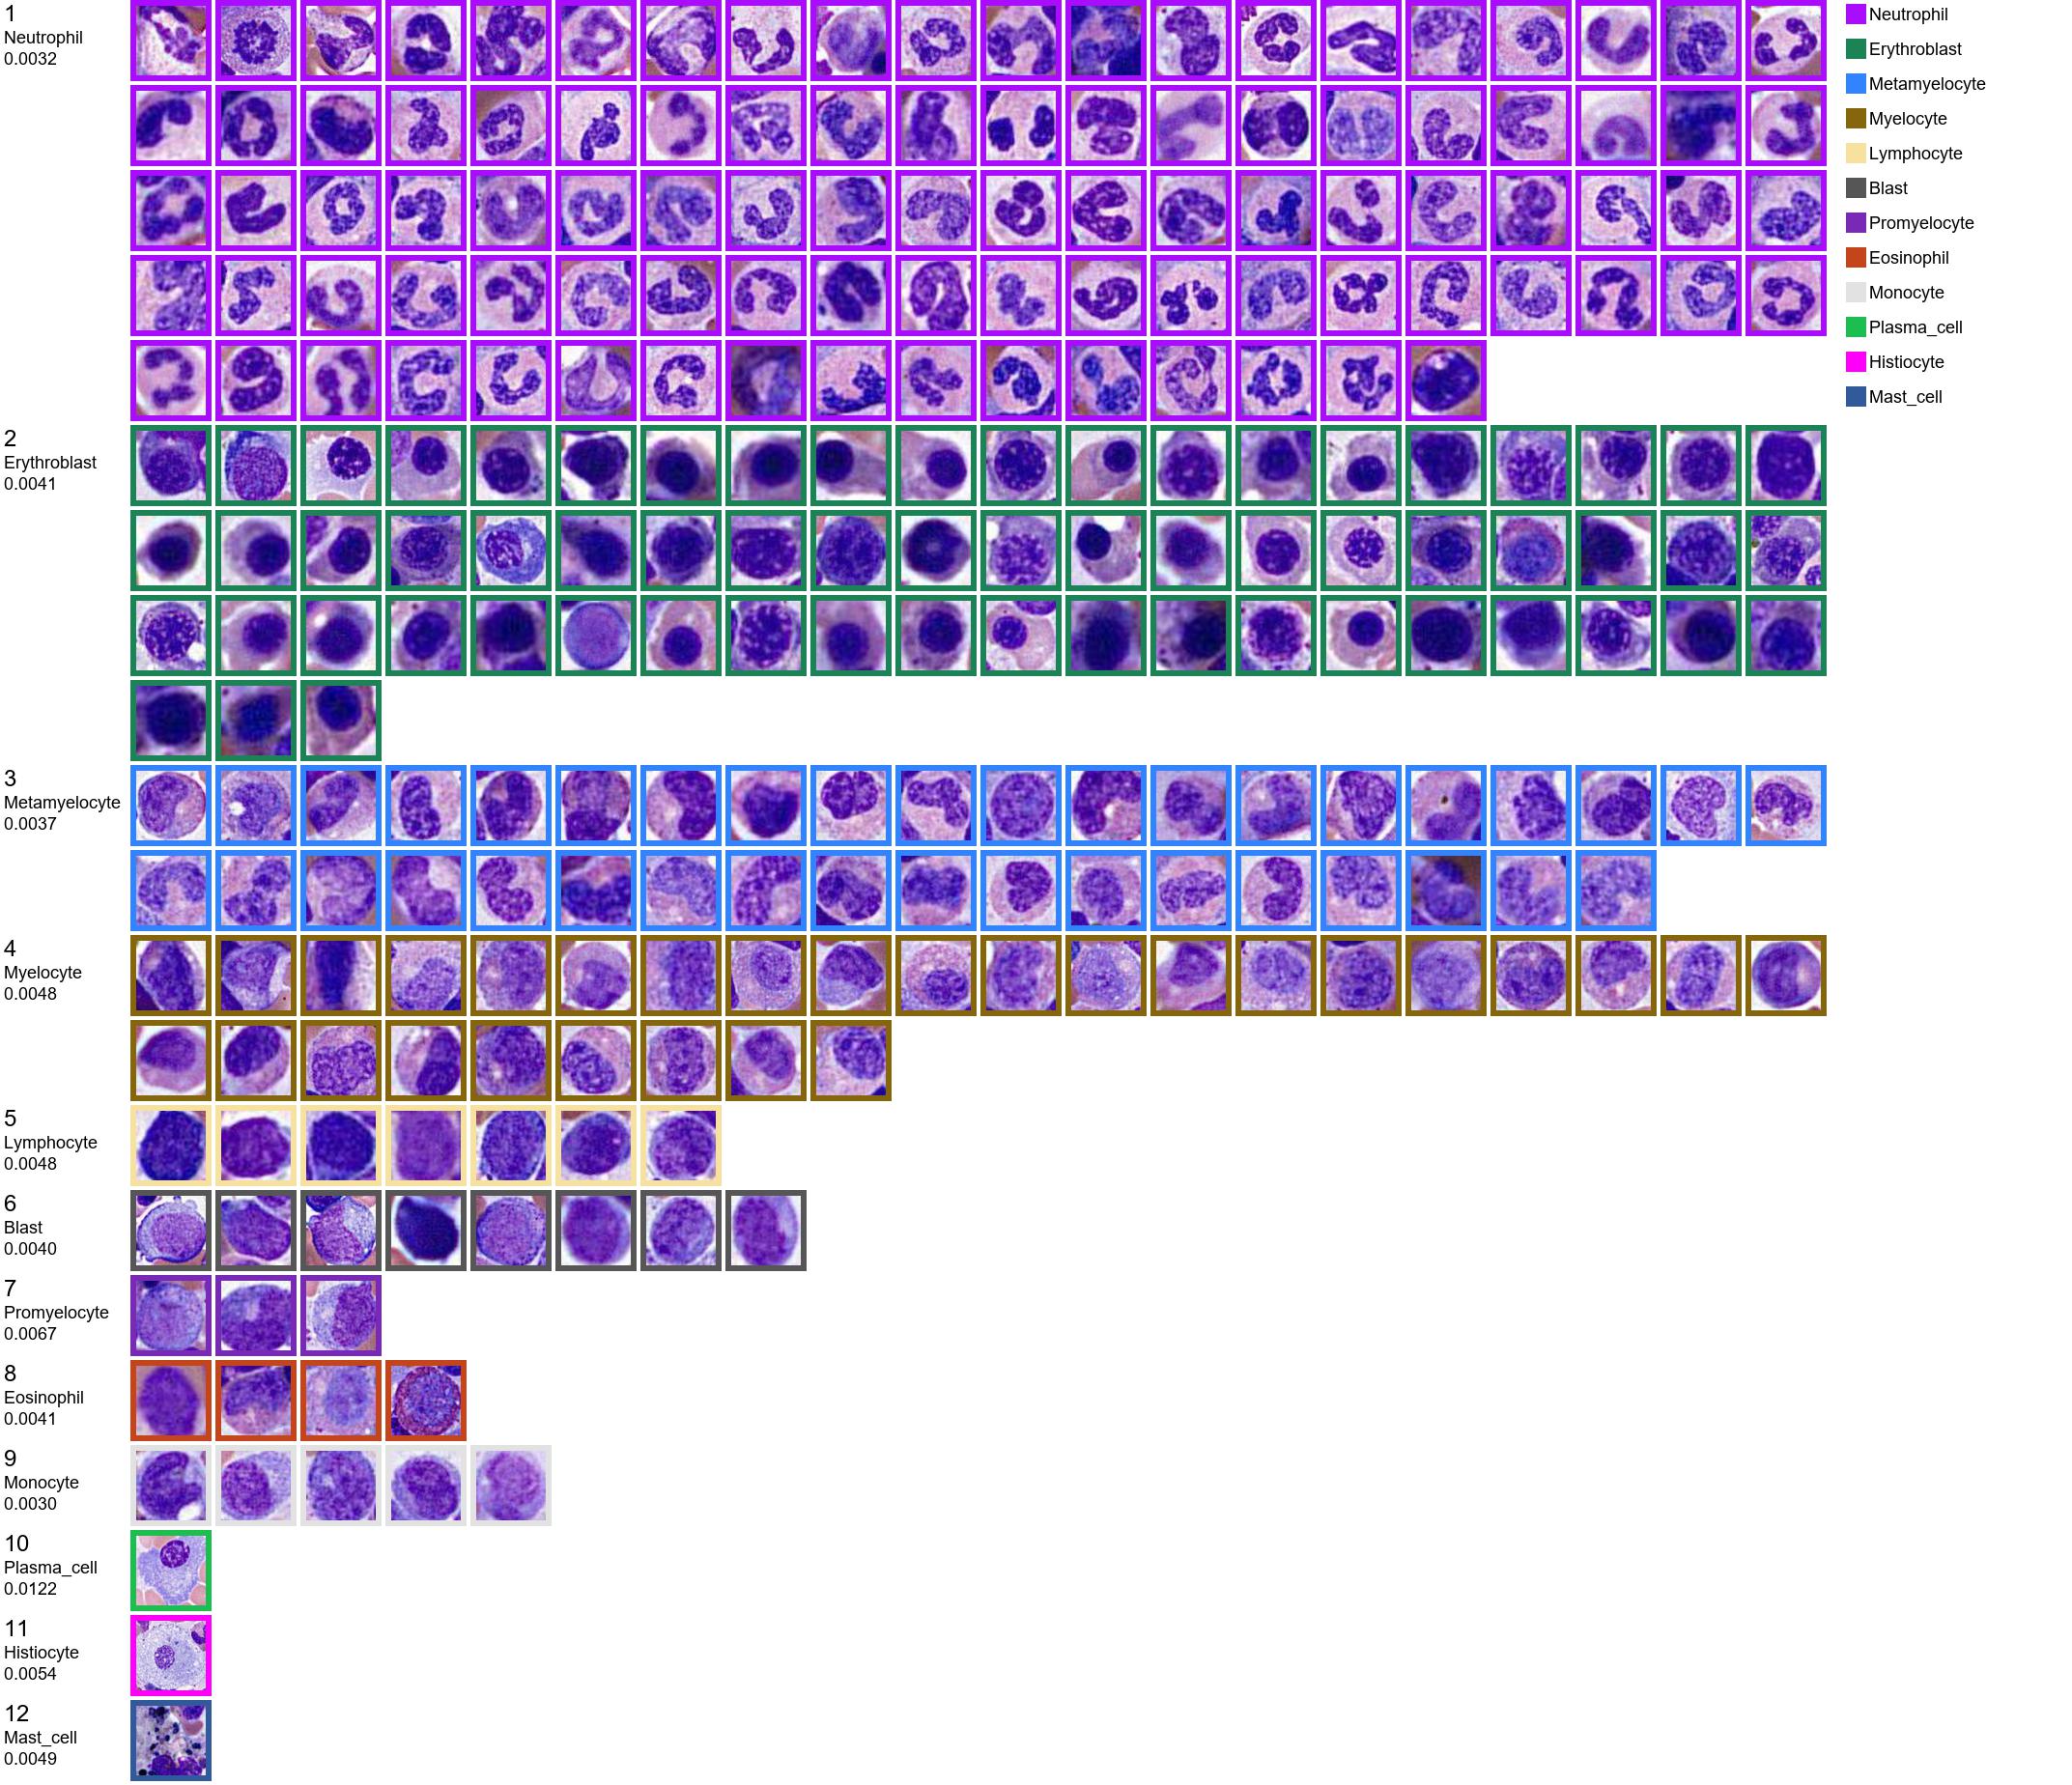 1
Neutrophil
0.0032
2
Erythroblast
0.0041
3
Metamyelocyte
0.0037
4
Myelocyte
0.0048
5
Lymphocyte
0.0048
6
Blast
0.0040
7
Promyelocyte
0.0067
8
Eosinophil
0.0041
9
Monocyte
0.0030
10
Plasma_cell
0.0122
11
Histiocyte
0.0054
12
Mast_cell
0.0049
Neutrophil
Erythroblast
Metamyelocyte
Myelocyte
Lymphocyte
Blast
Promyelocyte
Eosinophil
Monocyte
Plasma_cell
Histiocyte
Mast_cell